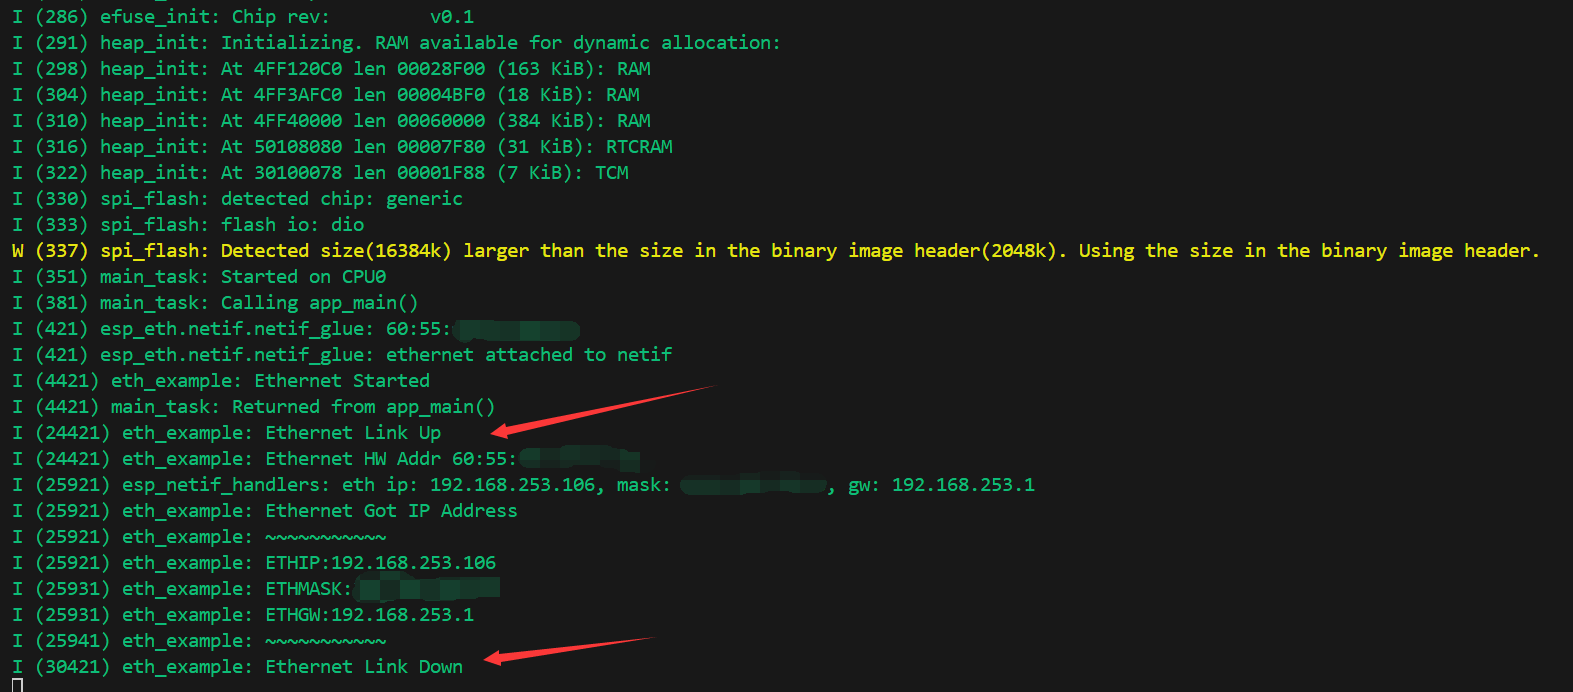 I (286) efuse_init: Chip rev:         v0.1
I (291) heap_init: Initializing. RAM available for dynamic allocation:
I (298) heap_init: At 4FF120C0 len 00028F00 (163 KiB): RAM
I (304) heap_init: At 4FF3AFC0 len 00004BF0 (18 KiB): RAM
I (310) heap_init: At 4FF40000 len 00060000 (384 KiB): RAM
I (316) heap_init: At 50108080 len 00007F80 (31 KiB): RTCRAM
I (322) heap_init: At 30100078 len 00001F88 (7 KiB): TCM
I (330) spi_flash: detected chip: generic
I (333) spi_flash: flash io: dio
W (337) spi_flash: Detected size(16384k) larger than the size in the binary image header(2048k). Using the size in the binary image header.
I (351) main_task: Started on CPU0
I (381) main_task: Calling app_main()
I (421) esp_eth.netif.netif_glue: 60:55:
I (421) esp_eth.netif.netif_glue: ethernet attached to netif
I (4421) eth_example: Ethernet Started
I (4421) main_task: Returned from app_main()
I (24421) eth_example: Ethernet Link Up
I (24421) eth_example: Ethernet HW Addr 60:55:
I (25921) esp_netif_handlers: eth ip: 192.168.253.106, mask: , gw: 192.168.253.1
I (25921) eth_example: Ethernet Got IP Address
I (25921) eth_example: ~~~~~~~~~~~
I (25921) eth_example: ETHIP:192.168.253.106
I (25931) eth_example: ETHMASK:
I (25931) eth_example: ETHGW:192.168.253.1
I (25941) eth_example: ~~~~~~~~~~~
I (30421) eth_example: Ethernet Link Down